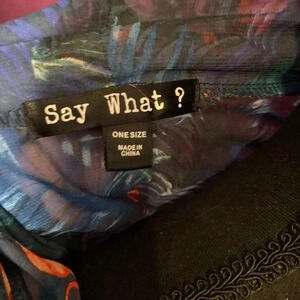 Say What ?
ONE SIZE
MADE IN
CHINA